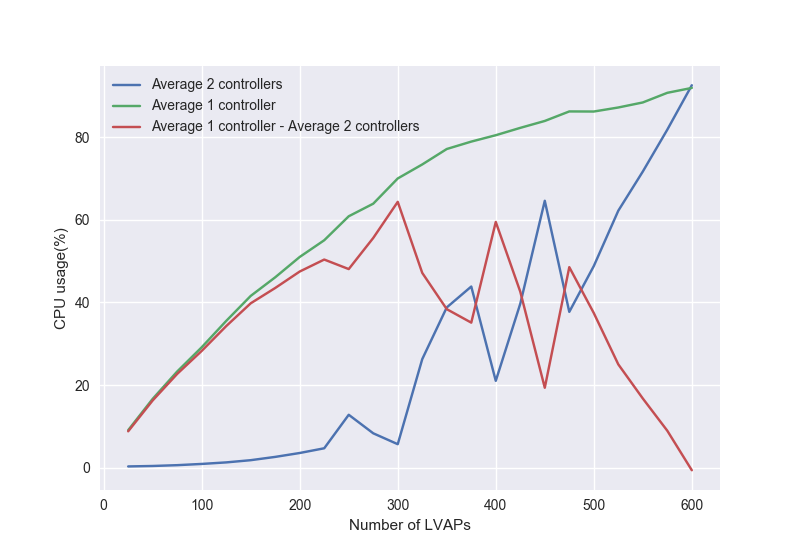 Average 2 controllers
Average 1 controller
Average 1 controller - Average 2 controllers
CPU usage(%)
80
60
40
20
0
0 100 200 300 400 500 600
Number of LVAPs